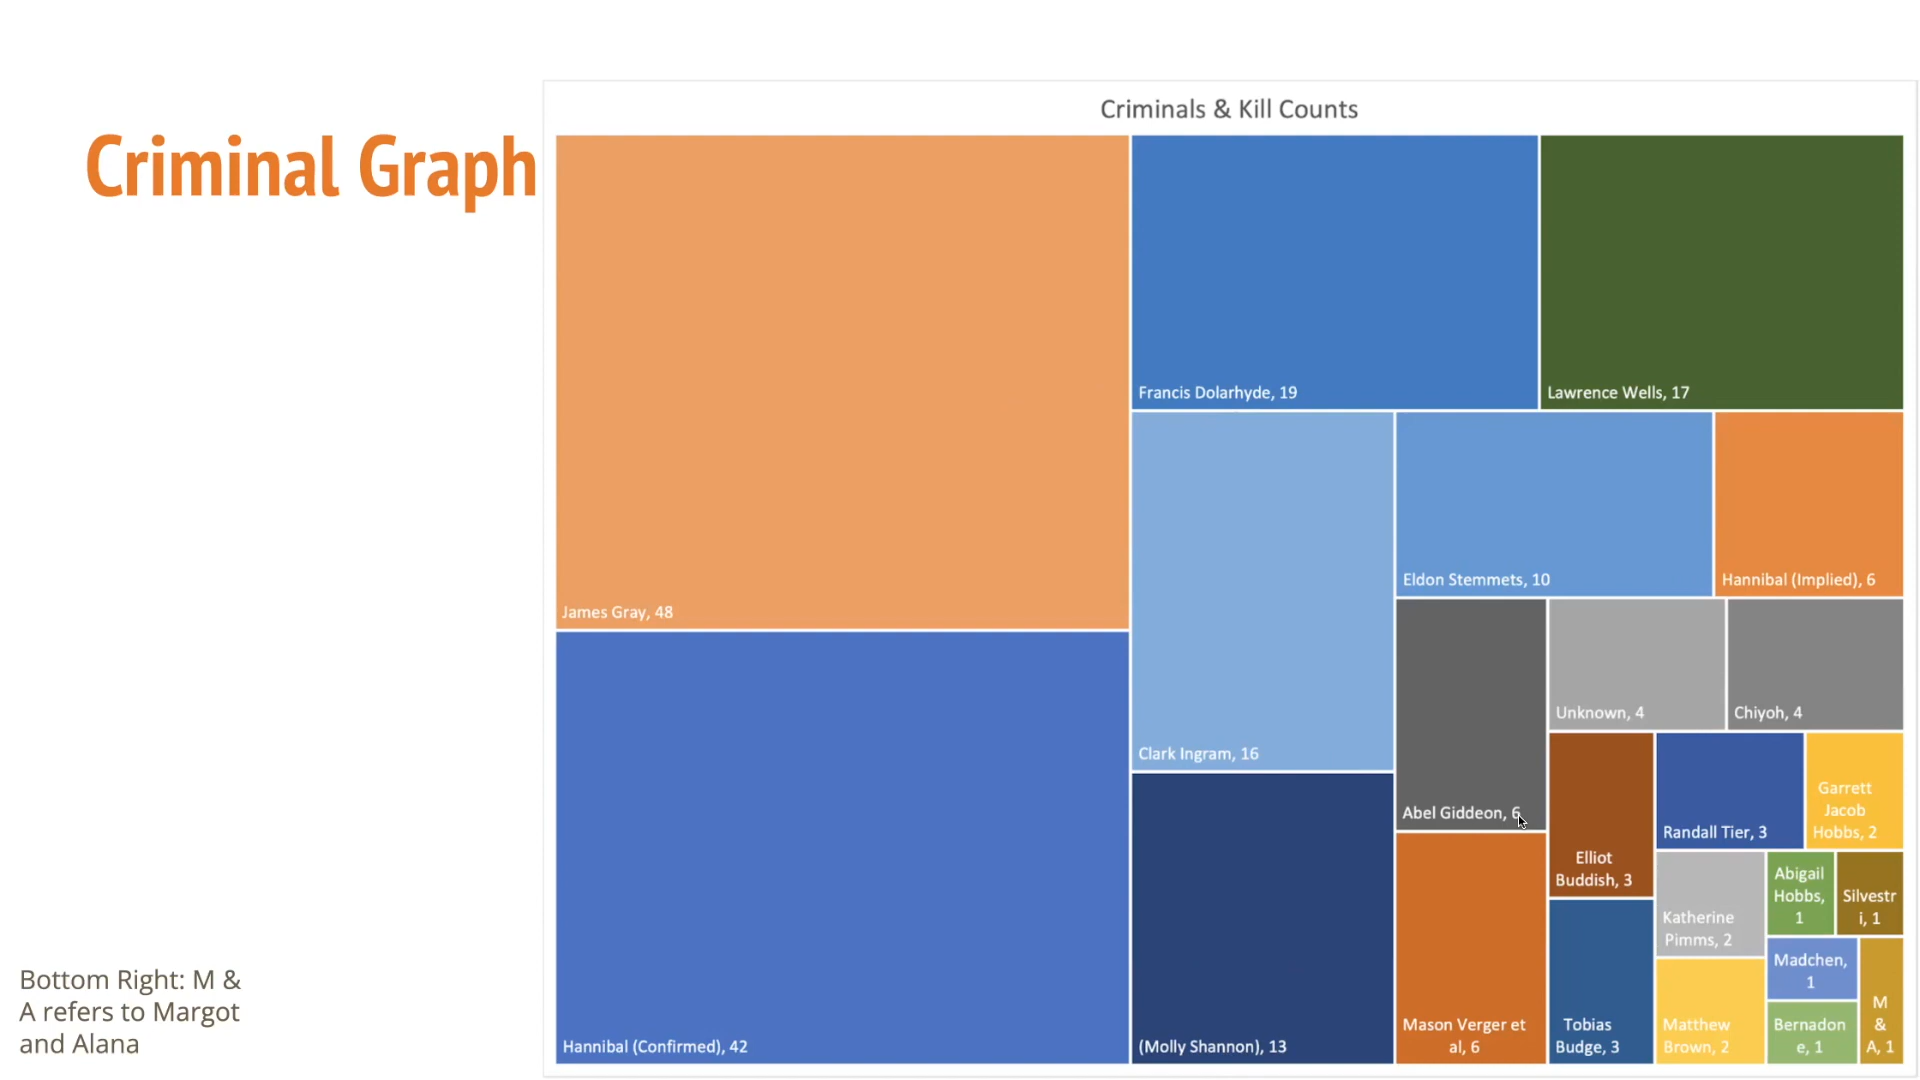 Criminal Graph
Criminals & Kill Counts
James Gray, 48
Hannibal (Confirmed), 42
Francis Dolarhyde, 19
Lawrence Wells, 17
Clark Ingram, 16
(Molly Shannon), 13
Eldon Stemmets, 10
Hannibal (Implied), 6
Abel Giddeon, 6
Mason Verger et
al, 6
Unknown, 4
Chiyoh, 4
Elliot
Buddish, 3
Tobias
Budge, 3
Randall Tier, 3
Garrett
Jacob
Hobbs, 2
Katherine
Pimms, 2
Matthew
Brown, 2
Abigail
Hobbs,
1
Silvestr
i, 1
Madchen,
1
Bernadon
e, 1
M
&
A, 1
Bottom Right: M &
A refers to Margot
and Alana